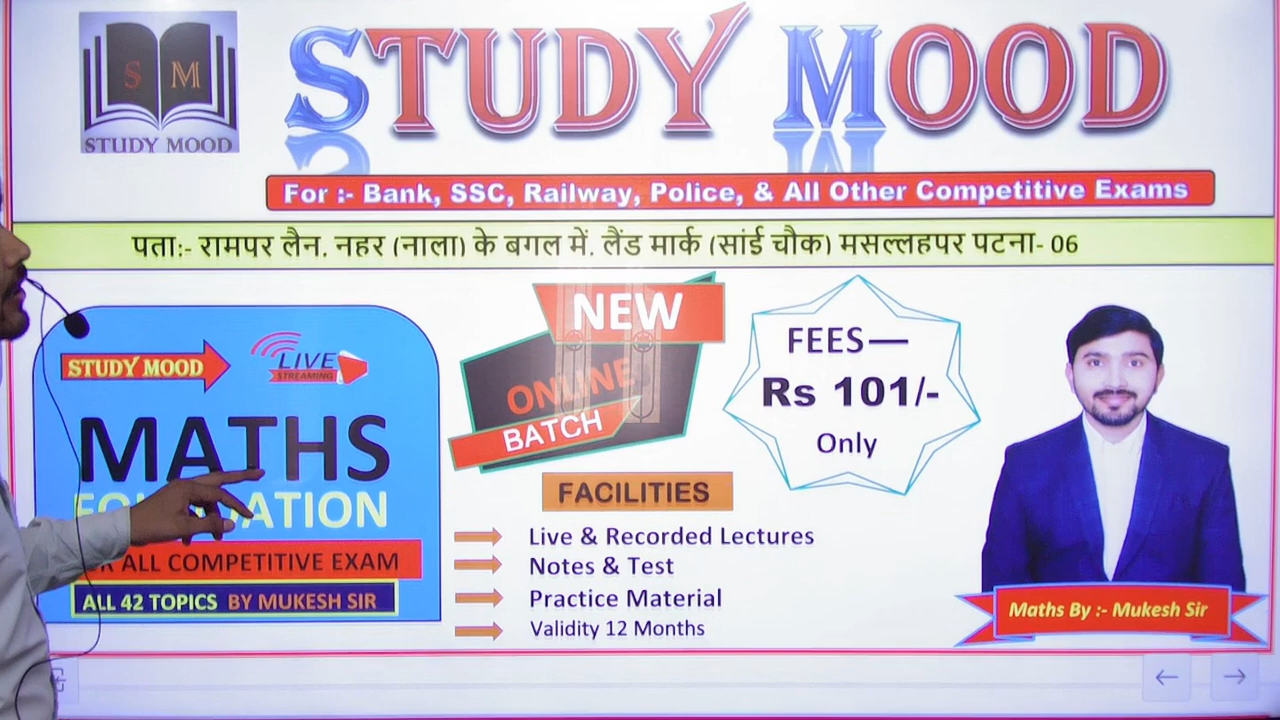 S M
STUDY MOOD
STUDY MOOD
For :- Bank, SSC, Railway, Police, & All Other Competitive Exams
पता:- रामपर लैन. नहर (नाला) के बगल में. लैंड मार्क (सांई चौक) मसल्लहपर पटना- 06
STUDY MOOD
LIVE
STREAMING
MATHS
ALL COMPETITIVE EXAM
ALL 42 TOPICS BY MUKESH SIR
NEW
ONLINE
BATCH
FEES—
Rs 101/-
Only
FACILITIES
Live & Recorded Lectures
Notes & Test
Practice Material
Validity 12 Months
Maths By :- Mukesh Sir